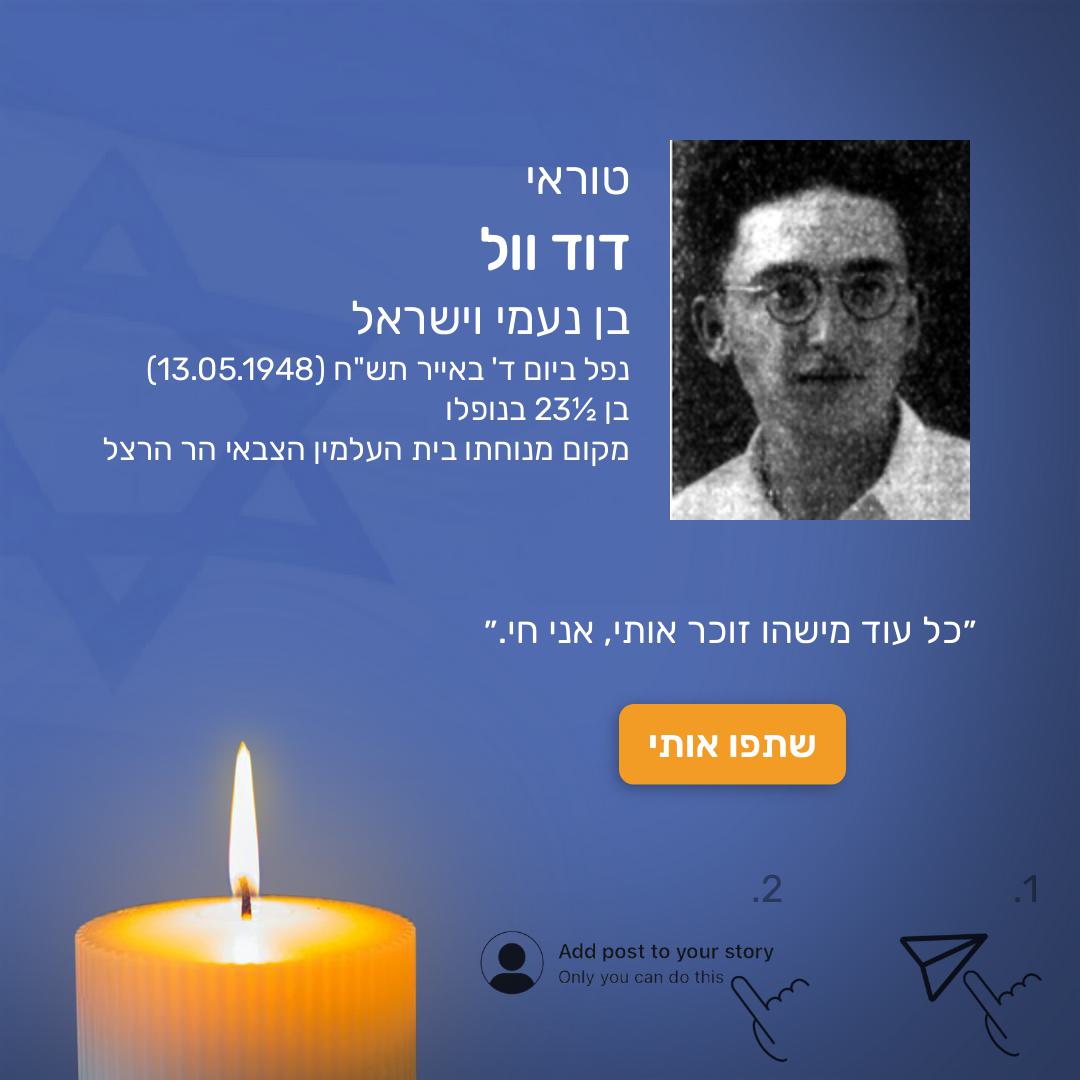 טוראי
דוד וול
בן נעמי וישראל
נפל ביום ד' באייר תש"ח (13.05.1948)
בן 23½ בנופלו
מקום מנוחתו בית העלמין הצבאי הר הרצל
״כל עוד מישהו זוכר אותי, אני חי.״
שתפו אותי
1.
2.
Add post to your story
Only you can do this